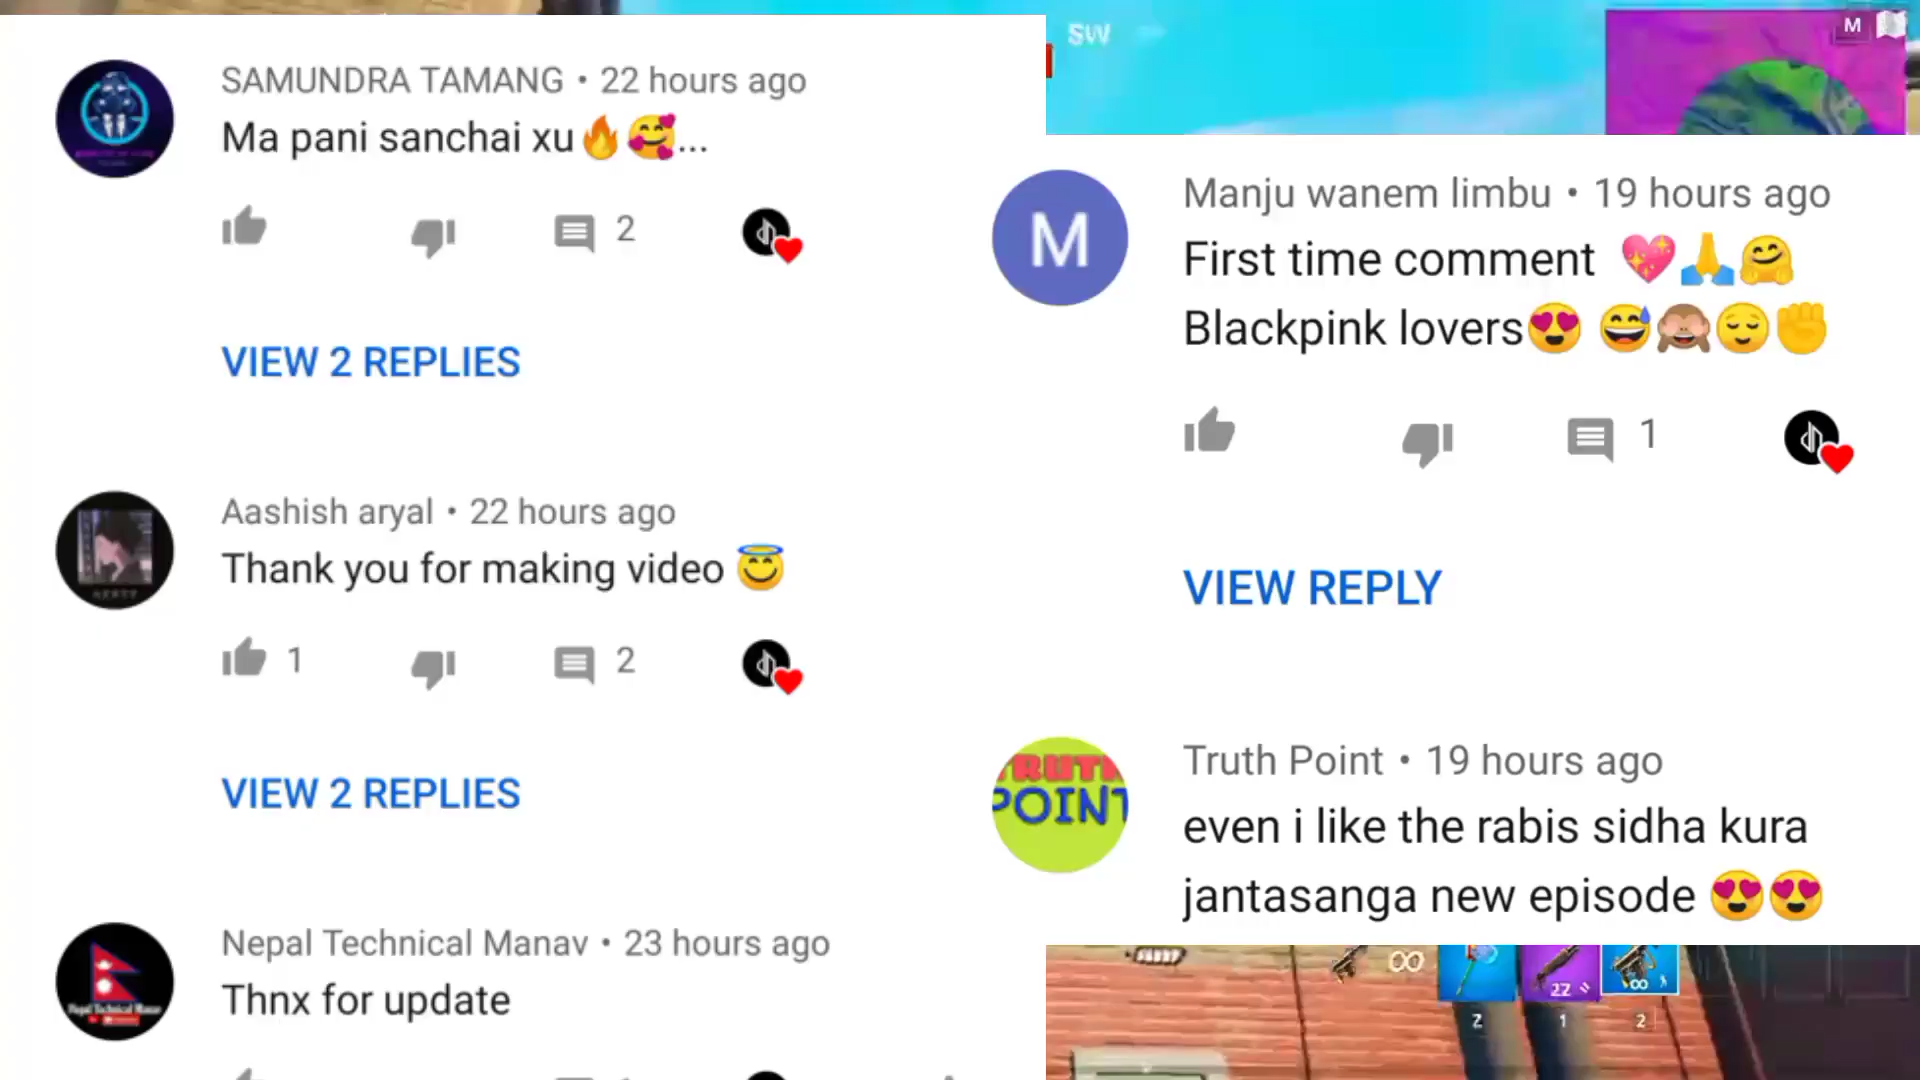 SAMUNDRA TAMANG • 22 hours ago
Ma pani sanchai xu🔥🥰...
2
VIEW 2 REPLIES
Aashish aryal • 22 hours ago
Thank you for making video 😇
1 2
VIEW 2 REPLIES
Nepal Technical Manav • 23 hours ago
Thnx for update
SW
M
M
Manju wanem limbu • 19 hours ago
First time comment 💖🙏🤗
Blackpink lovers😍 😅🙈😌✊
1
VIEW REPLY
TRUTH
POINT
Truth Point • 19 hours ago
even i like the rabis sidha kura
jantasanga new episode 😍😍
∞ 22 ∞
Z 1 2